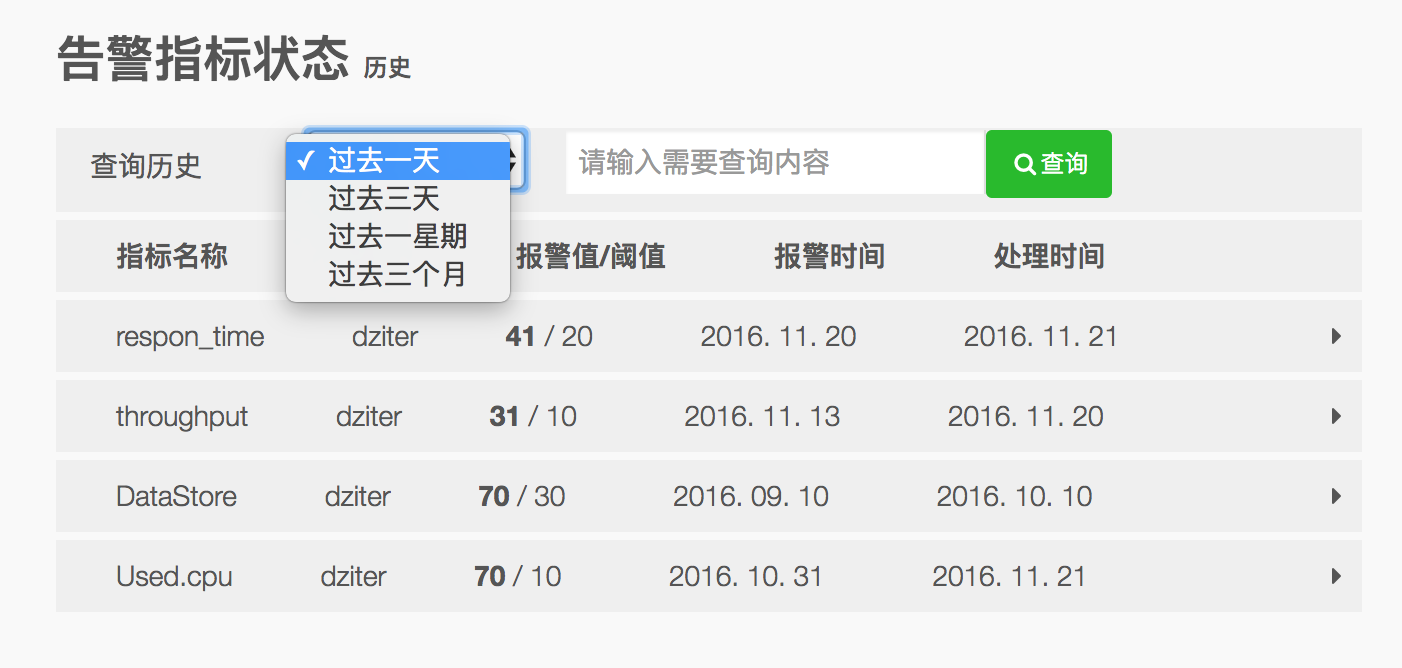 告警指标状态 历史
查询历史 过去一天 请输入需要查询内容 查询
过去三天
过去一星期
过去三个月
指标名称 报警值/阈值 报警时间 处理时间
respon_time dziter 41 / 20 2016. 11. 20 2016. 11. 21
throughput dziter 31 / 10 2016. 11. 13 2016. 11. 20
DataStore dziter 70 / 30 2016. 09. 10 2016. 10. 10
Used.cpu dziter 70 / 10 2016. 10. 31 2016. 11. 21